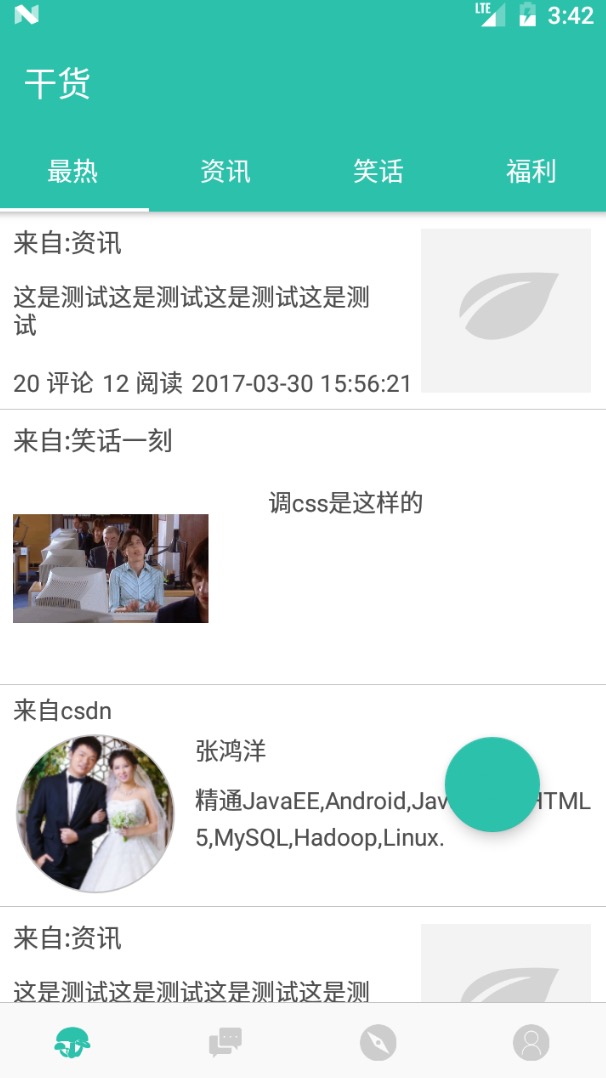 LTE 3:42
干货
最热 资讯 笑话 福利
来自:资讯
这是测试这是测试这是测试这是测
试
20 评论 12 阅读 2017-03-30 15:56:21
来自:笑话一刻
调css是这样的
来自csdn
张鸿洋
精通JavaEE,Android,Jav HTML
5,MySQL,Hadoop,Linux.
来自:资讯
这是测试这是测试这是测试这是测